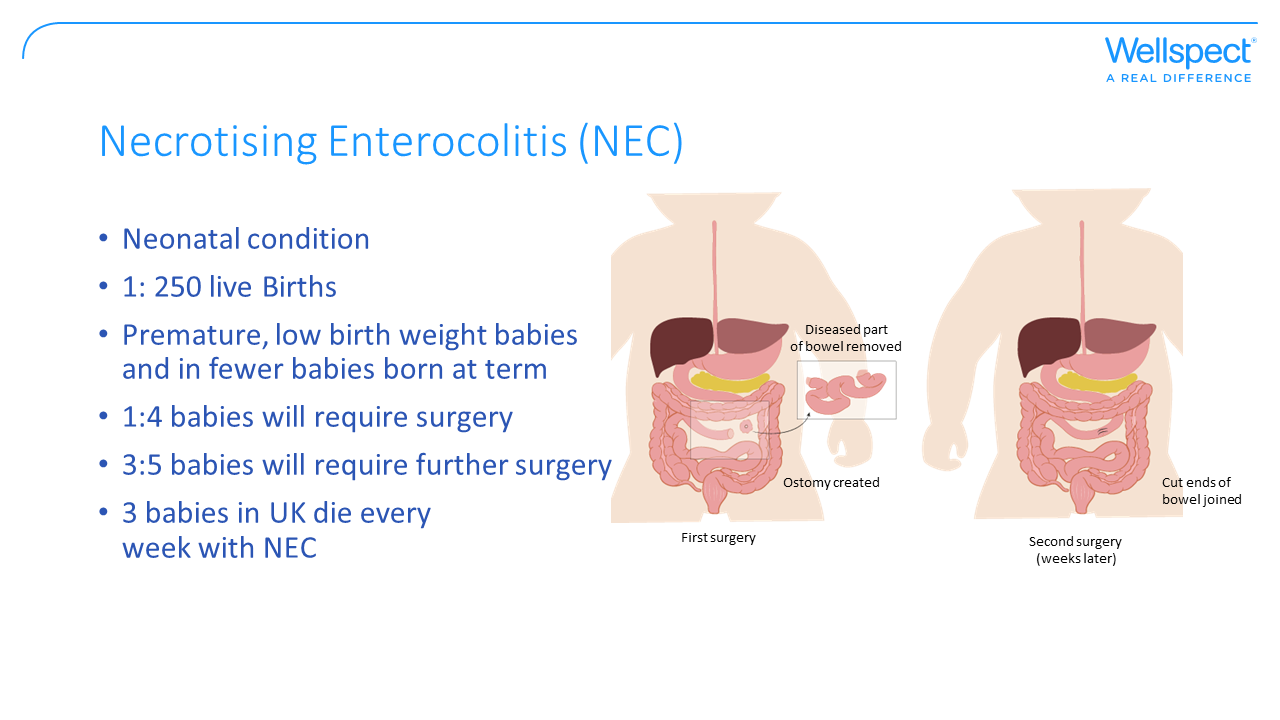 Wellspect®
A REAL DIFFERENCE
Necrotising Enterocolitis (NEC)
• Neonatal condition
• 1: 250 live Births
• Premature, low birth weight babies
and in fewer babies born at term
• 1:4 babies will require surgery
• 3:5 babies will require further surgery
• 3 babies in UK die every
week with NEC
Diseased part
of bowel removed
Ostomy created
First surgery
Cut ends of
bowel joined
Second surgery
(weeks later)